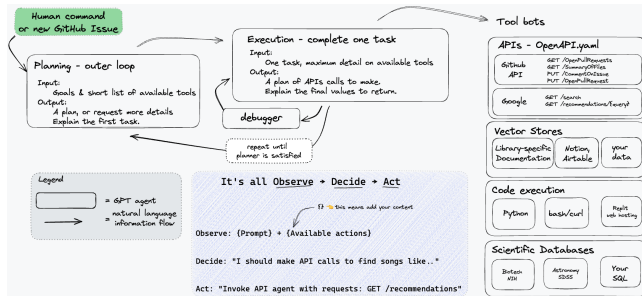 Human command
or new GitHub Issue
Planning - outer loop
Input:
Goals & short list of available tools
Output:
A plan, or request more details
Explain the first task.
Execution - complete one task
Input:
One task, maximum detail on available tools
Output:
A plan of APIs calls to make.
Explain the final values to return.
debugger
repeat until
planner is satisfied
Legend
= GPT agent
= natural language
information flow
It's all Observe → Decide → Act
this means add your content
Observe: {Prompt} + {Available actions}
Decide: "I should make API calls to find songs like.."
Act: "Invoke API agent with requests: GET /recommendations"
Tool bots
APIs - OpenAPI.yaml
Github
API
GET /OpenPullRequests
GET /SummaryOfFiles
PUT /CommentOnIssue
PUT /OpenPullRequest
Google
GET /search
Vector Stores
Library-specific
Documentation
Notion,
Airtable
your
data
Code execution
Python
bash/curl
Replit
web hosting
Scientific Databases
Biotech
NIH
Astronomy
SDSS
Your
SQL